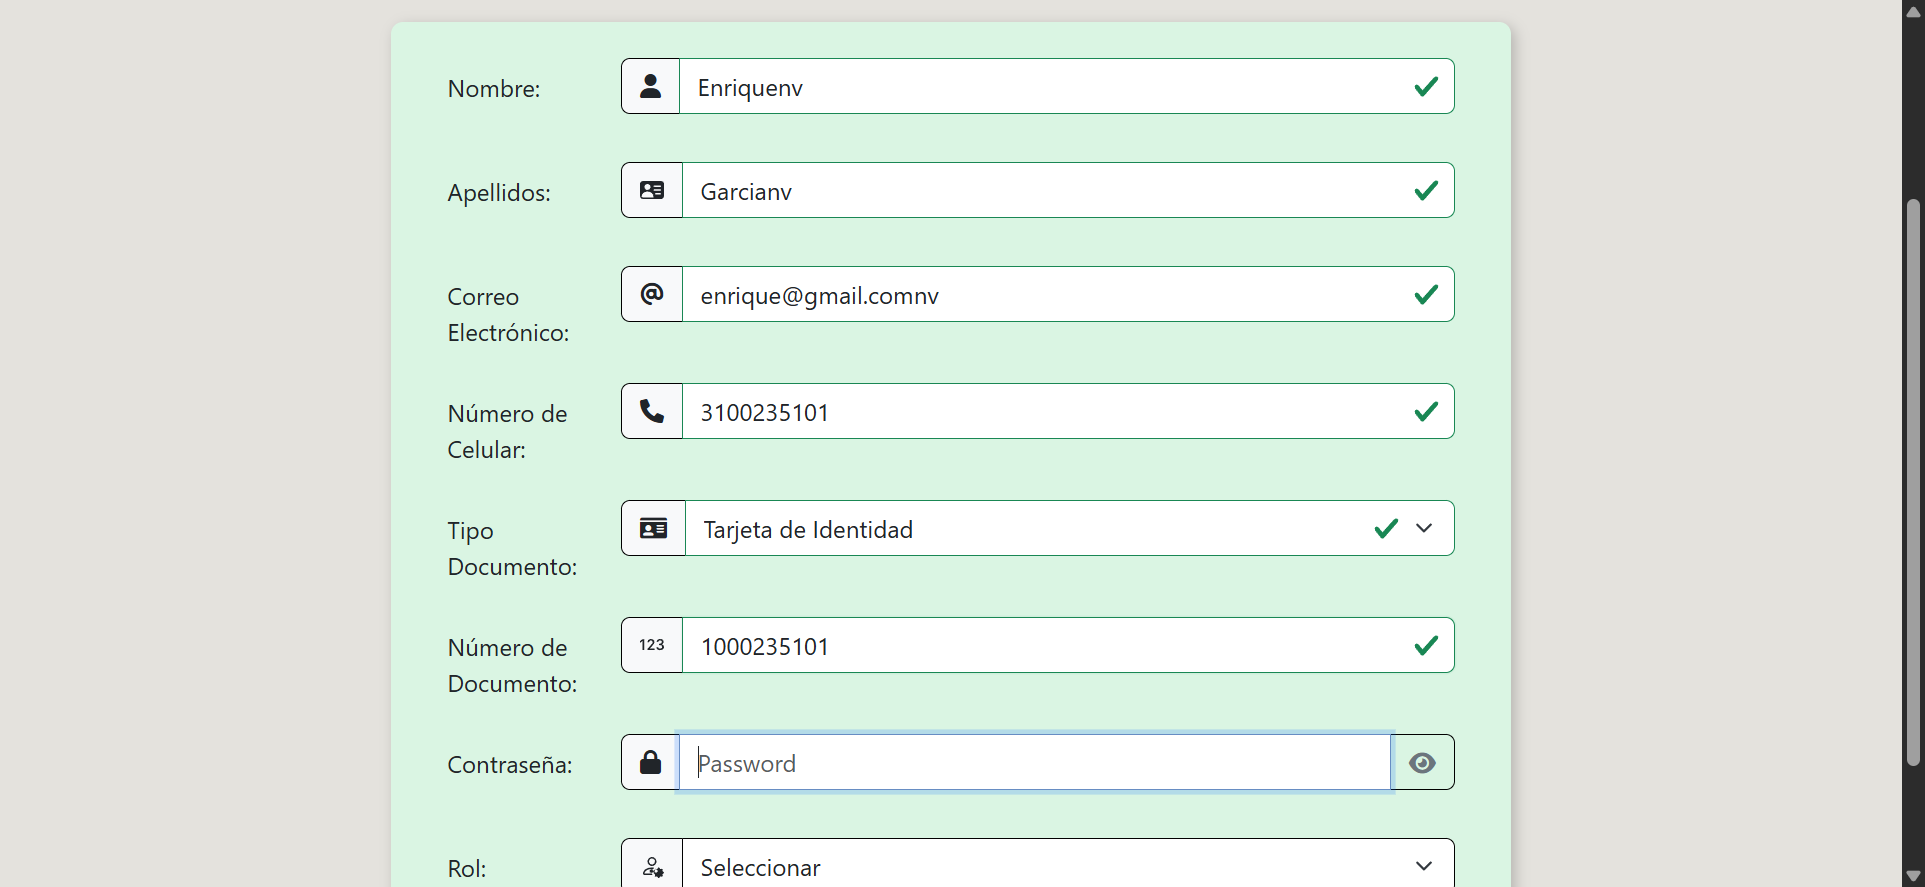 Nombre:
Enriquenv
Apellidos:
Garcianv
Correo
Electrónico:
enrique@gmail.comnv
Número de
Celular:
3100235101
Tipo
Documento:
Tarjeta de Identidad
Número de
Documento:
123
1000235101
Contraseña:
Password
Rol:
Seleccionar